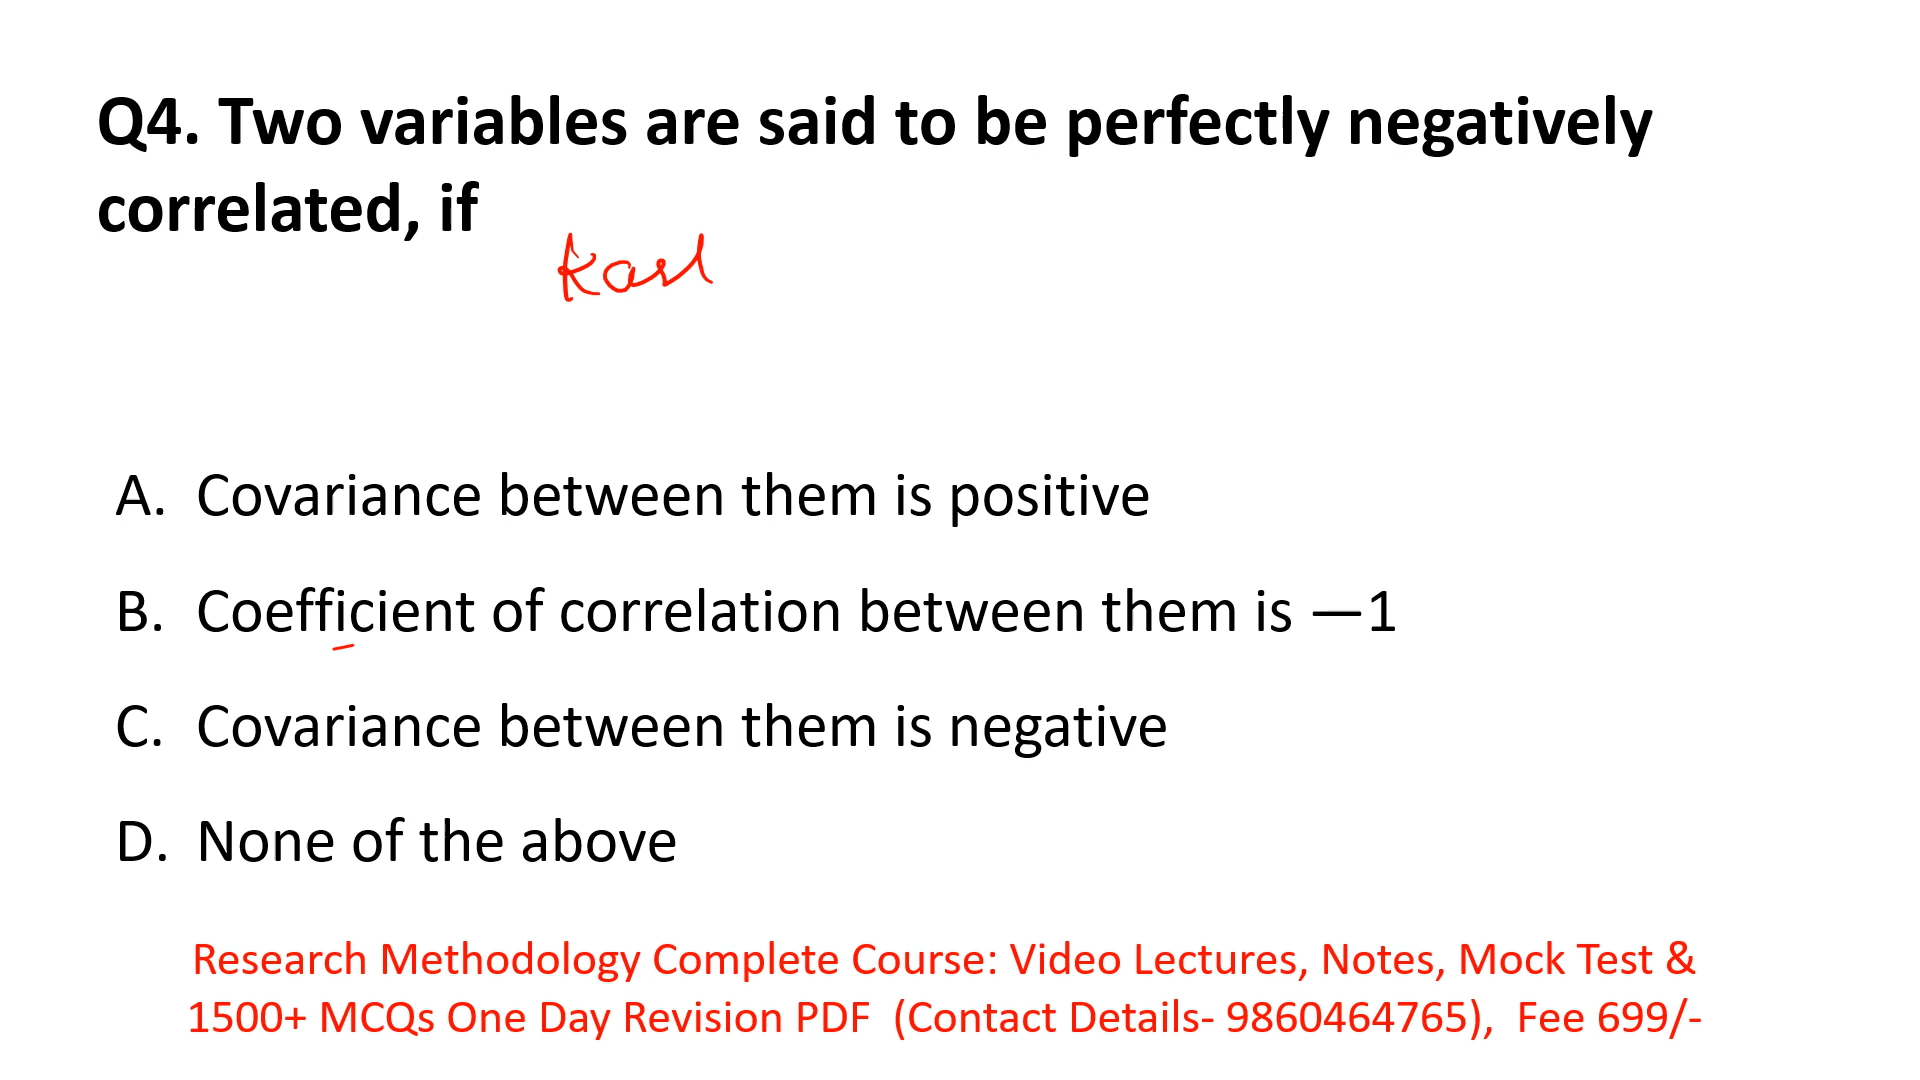 Q4. Two variables are said to be perfectly negatively
correlated, if
Karl
A. Covariance between them is positive
B. Coefficient of correlation between them is —1
C. Covariance between them is negative
D. None of the above
Research Methodology Complete Course: Video Lectures, Notes, Mock Test &
1500+ MCQs One Day Revision PDF (Contact Details- 9860464765), Fee 699/-